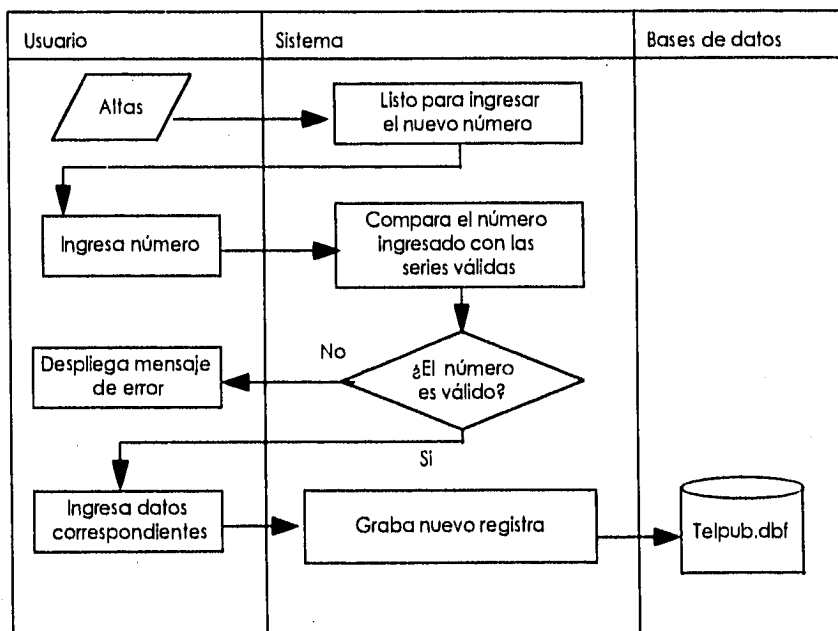 Usuario
Sistema
Bases de datos
Altas
Listo para ingresar
el nuevo número
Ingresa número
Compara el número
ingresado con las
series válidas
Despliega mensaje
de error
No
¿El número
es válido?
Si
Ingresa datos
correspondientes
Graba nuevo registra
Telpub.dbf